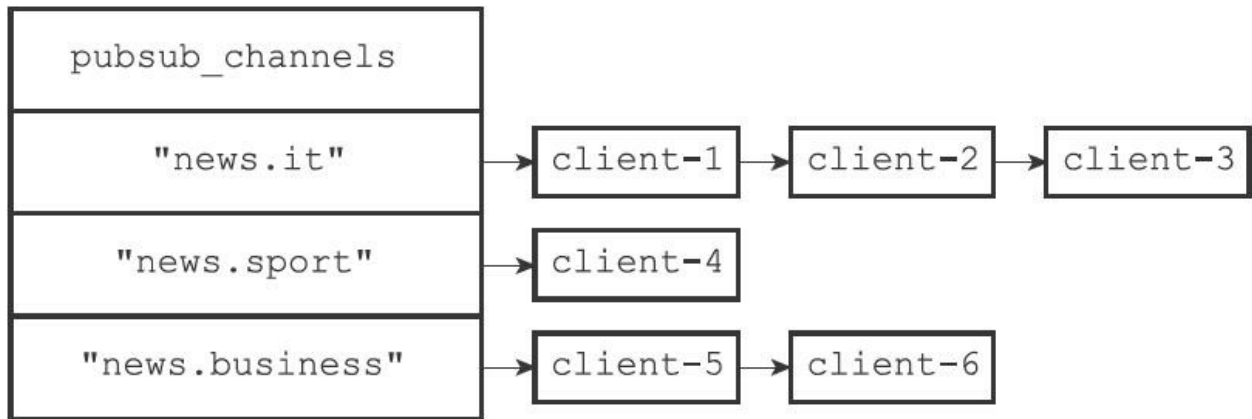 pubsub_channels
"news.it" client-1 client-2 client-3
"news.sport" client-4
"news.business" client-5 client-6